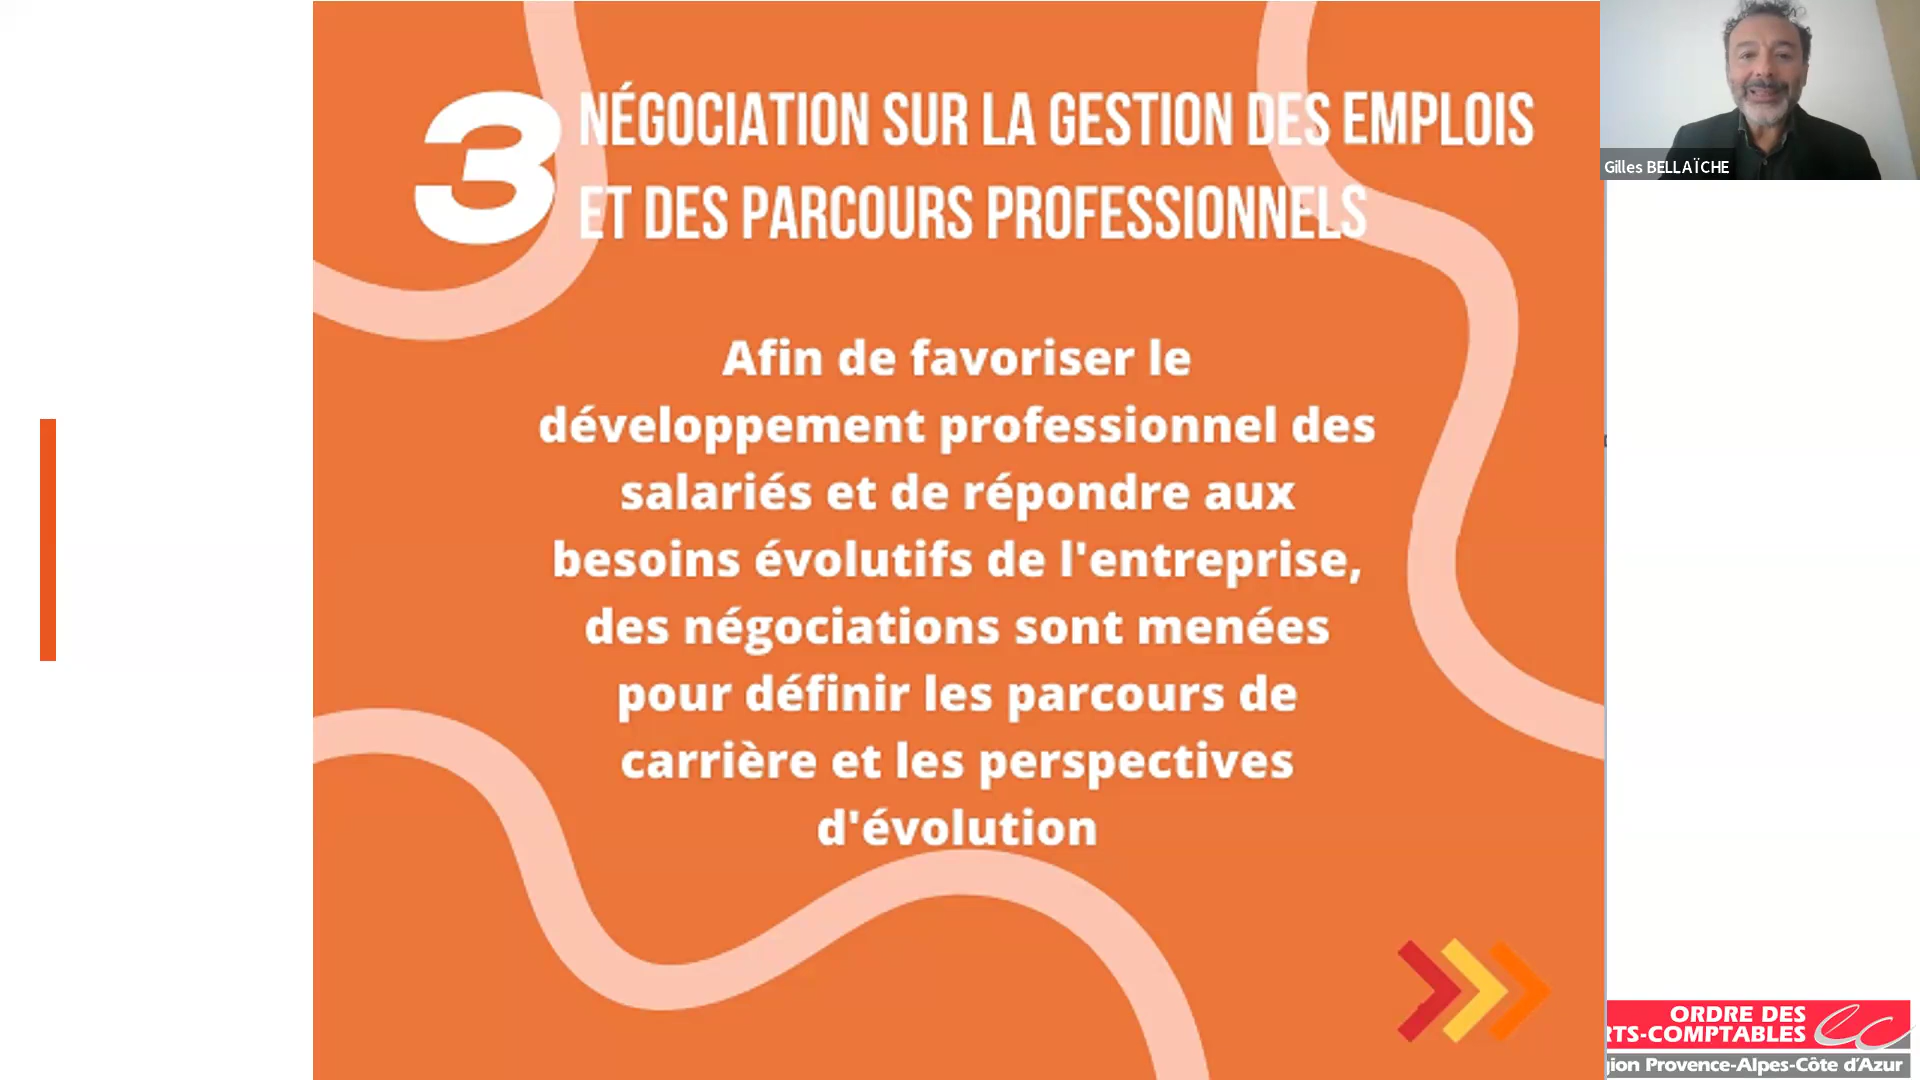 3
NÉGOCIATION SUR LA GESTION DES EMPLOIS
ET DES PARCOURS PROFESSIONNELS
Afin de favoriser le
développement professionnel des
salariés et de répondre aux
besoins évolutifs de l'entreprise,
des négociations sont menées
pour définir les parcours de
carrière et les perspectives
d'évolution
Gilles BELLAÏCHE
ORDRE DES
RTS-COMPTABLES
gion Provence-Alpes-Côte d'Azur